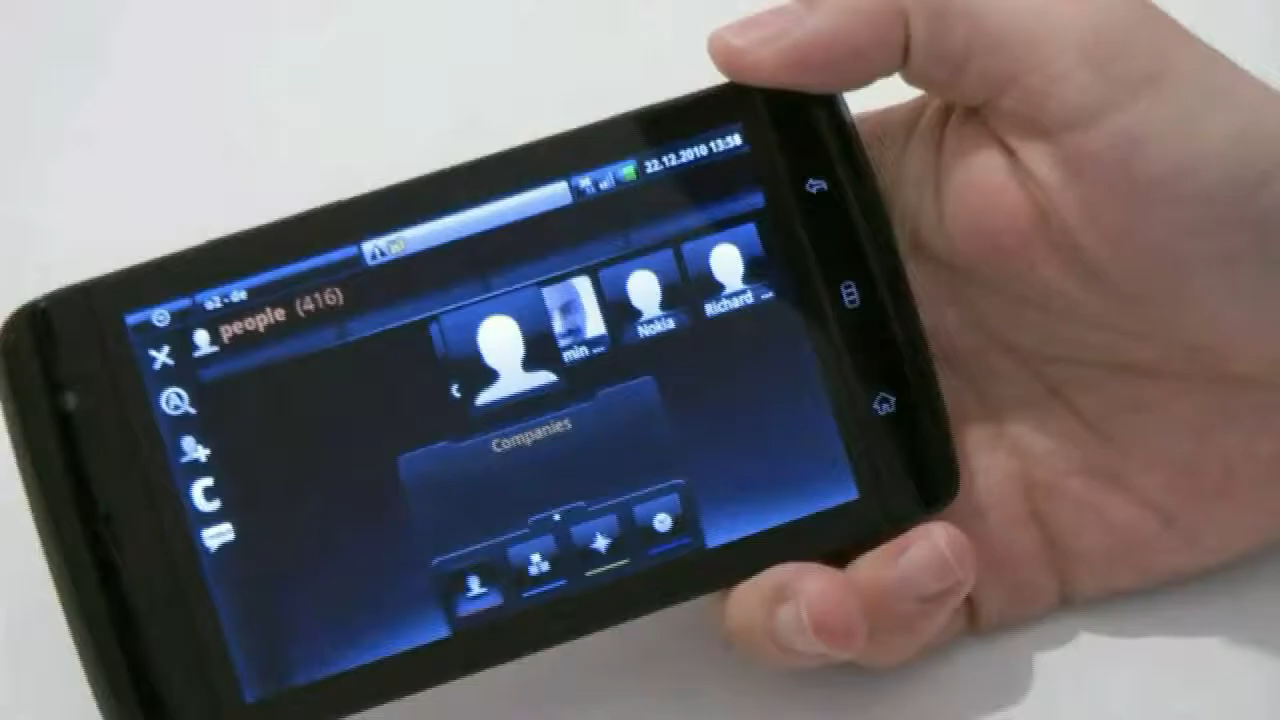 22.12.2010 13:58
o2 - de
people (416)
min ...
Nokia
Richard ...
Companies